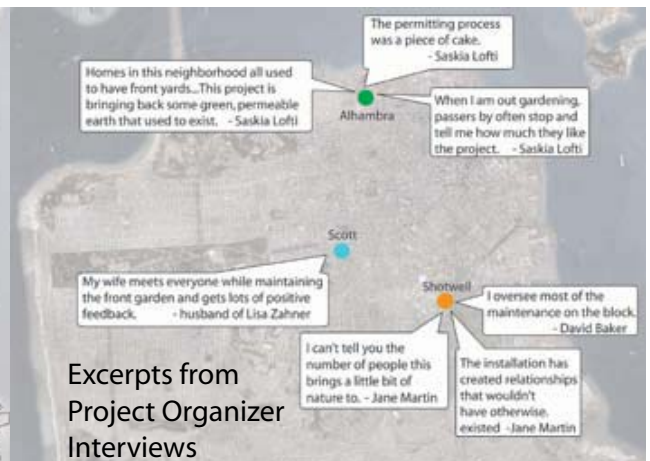 The permitting process
was a piece of cake.
- Saskia Lofti
Homes in this neighborhood all used
to have front yards...This project is
bringing back some green, permeable
earth that used to exist. - Saskia Lofti
Alhambra
When I am out gardening,
passers by often stop and
tell me how much they like
the project. - Saskia Lofti
Scott
My wife meets everyone while maintaining
the front garden and gets lots of positive
feedback. - husband of Lisa Zahner
Shotwell
I oversee most of the
maintenance on the block.
- David Baker
I can't tell you the
number of people this
brings a little bit of
nature to. - Jane Martin
The installation has
created relationships
that wouldn't
have otherwise.
existed -Jane Martin
Excerpts from
Project Organizer
Interviews